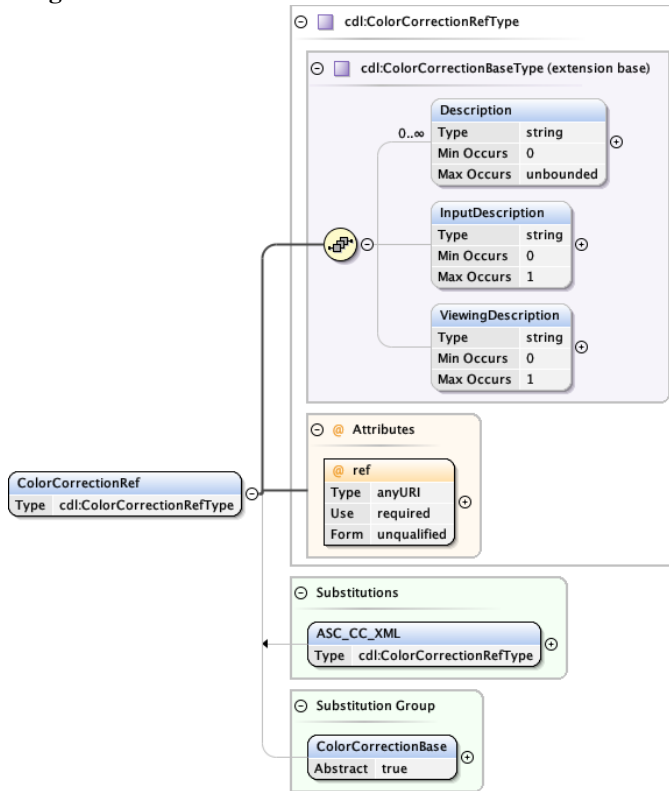 cdl:ColorCorrectionRefType
cdl:ColorCorrectionBaseType (extension base)
Description
0..∞ Type string
Min Occurs 0
Max Occurs unbounded
InputDescription
Type string
Min Occurs 0
Max Occurs 1
ViewingDescription
Type string
Min Occurs 0
Max Occurs 1
@ Attributes
@ ref
Type anyURI
Use required
Form unqualified
ColorCorrectionRef
Type cdl:ColorCorrectionRefType
Substitutions
ASC_CC_XML
Type cdl:ColorCorrectionRefType
Substitution Group
ColorCorrectionBase
Abstract true